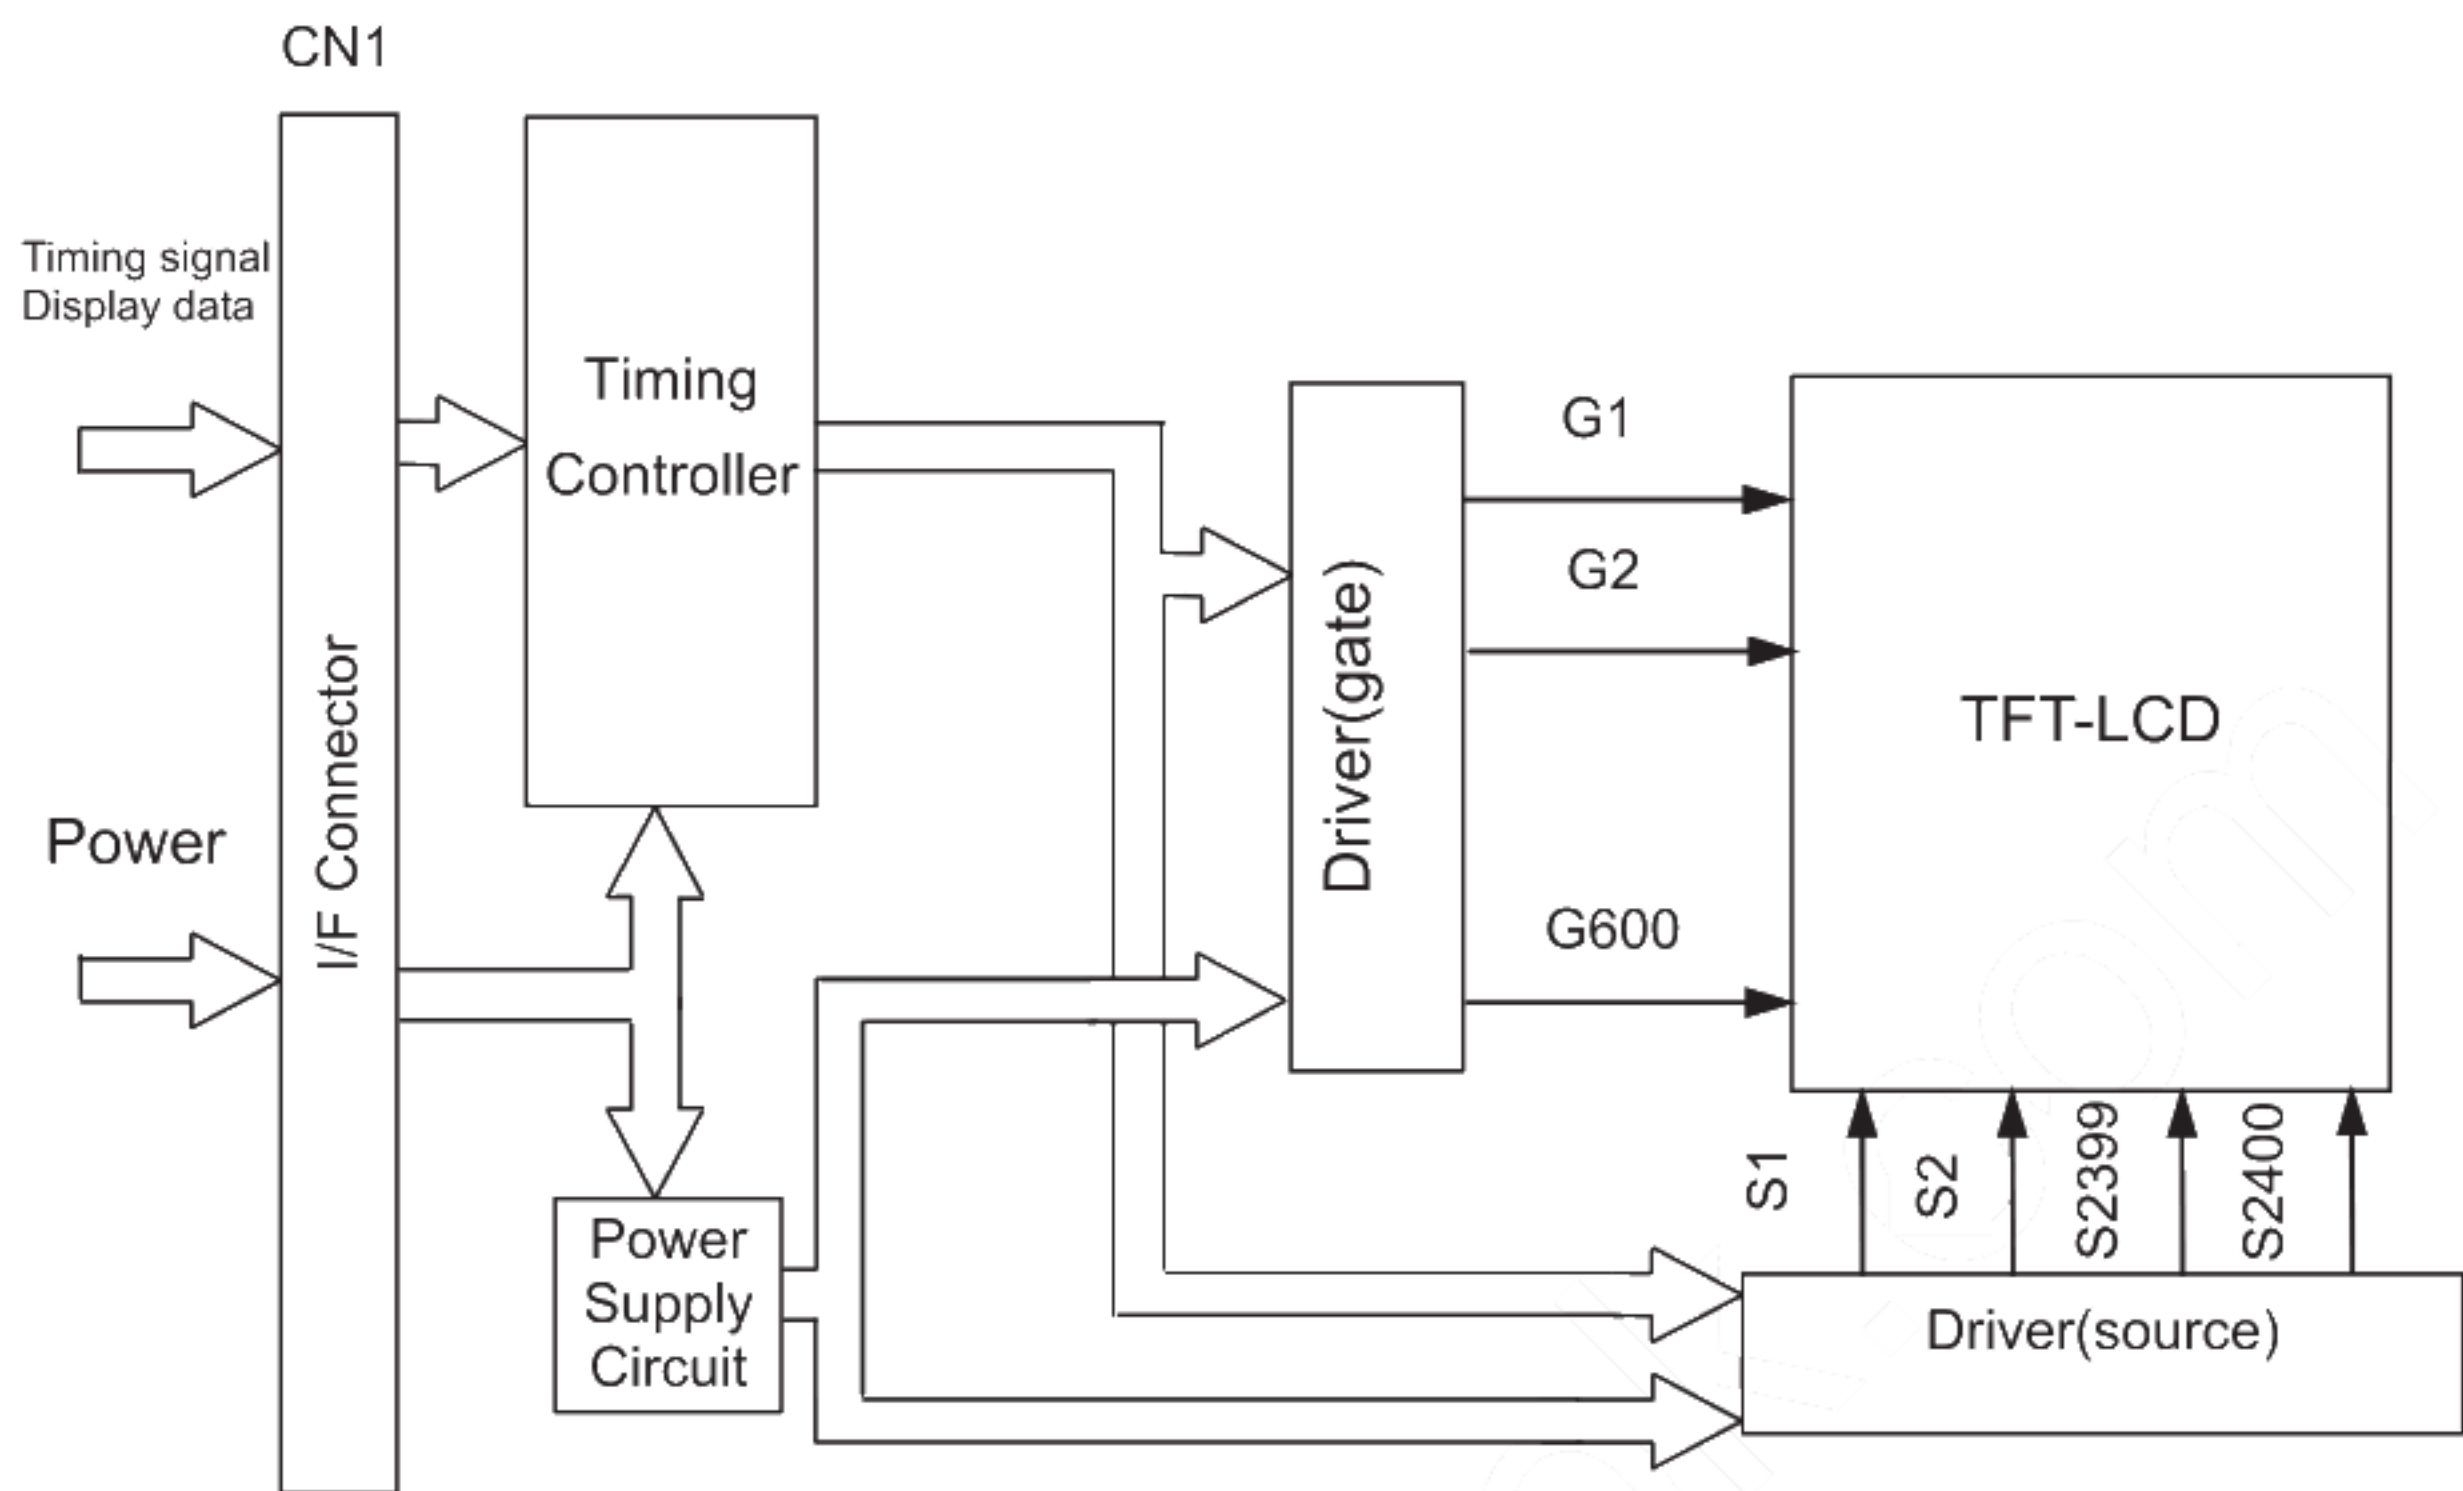 CN1
Timing signal
Display data
Timing
Controller
I/F Connector
Power
Driver(gate)
G1
G2
G600
TFT-LCD
S1
S2
S2399
S2400
Power
Supply
Circuit
Driver(source)